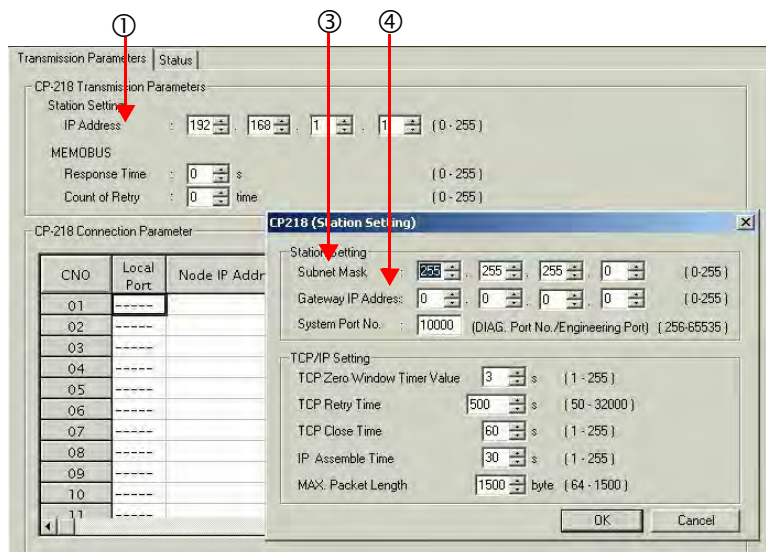 ① ③ ④
Transmission Parameters Status
CP-218 Transmission Parameters
Station Setting
IP Address : 192 . 168 . 1 . 1 (0-255)
MEMOBUS
Response Time : 0 s (0-255)
Count of Retry : 0 time (0-255)
CP-218 Connection Parameter
CNO Local Port Node IP Addr
01 -----
02 -----
03 -----
04 -----
05 -----
06 -----
07 -----
08 -----
09 -----
10 -----
11 -----
CP218 (Station Setting)
Station Setting
Subnet Mask : 255 . 255 . 255 . 0 (0-255)
Gateway IP Addres: : 0 . 0 . 0 . 0 (0-255)
System Port No. : 10000 (DIAG. Port No./Engineering Port) (256-65535)
TCP/IP Setting
TCP Zero Window Timer Value 3 s (1-255)
TCP Retry Time 500 s (50-32000)
TCP Close Time 60 s (1-255)
IP Assemble Time 30 s (1-255)
MAX. Packet Length 1500 byte (64-1500)
OK Cancel